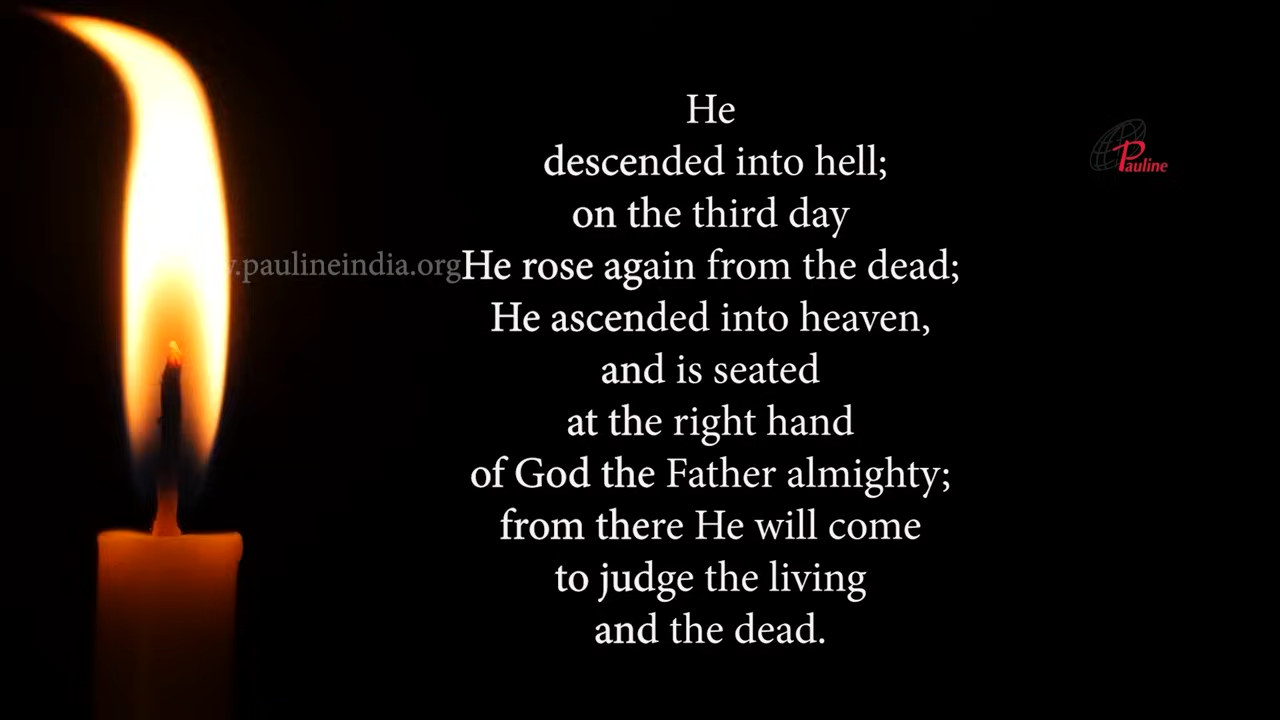 He
descended into hell;
on the third day
.paulineindia.org
He rose again from the dead;
He ascended into heaven,
and is seated
at the right hand
of God the Father almighty;
from there He will come
to judge the living
and the dead.
Pauline